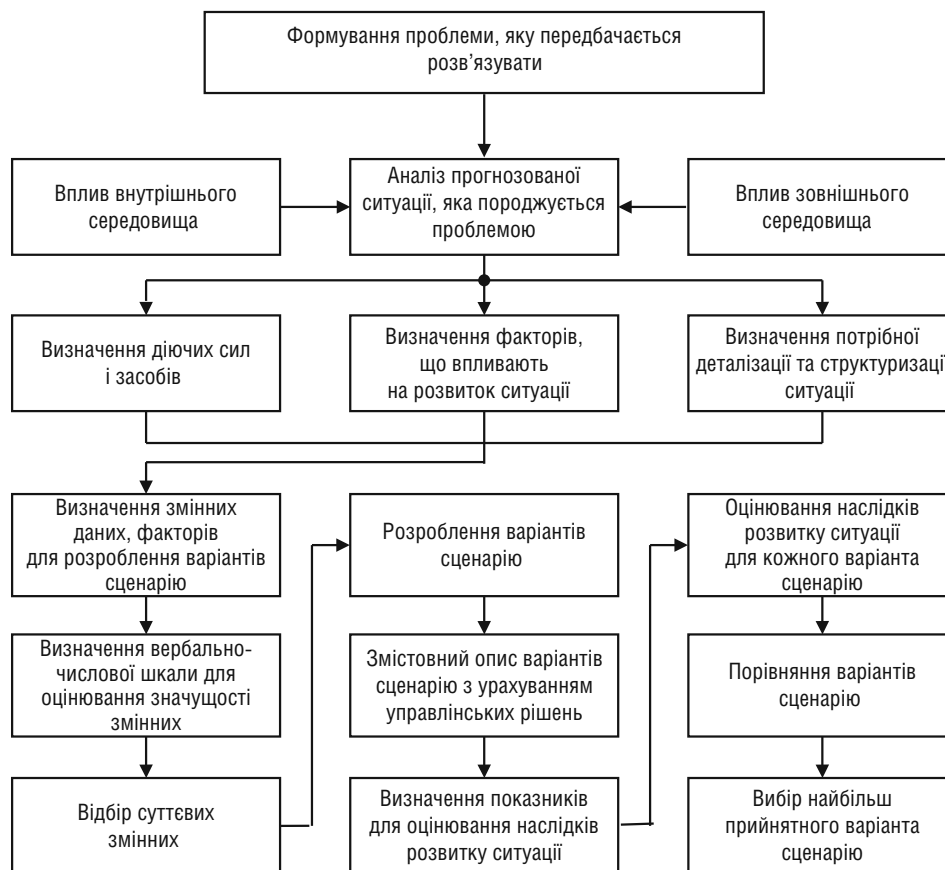 Формування проблеми, яку передбачається
розв’язувати
Вплив внутрішнього
середовища
Аналіз прогнозованої
ситуації, яка породжується
проблемою
Вплив зовнішнього
середовища
Визначення діючих сил
і засобів
Визначення факторів,
що впливають
на розвиток ситуації
Визначення потрібної
деталізації та структуризації
ситуації
Визначення змінних
даних, факторів
для розроблення варіантів
сценарію
Розроблення варіантів
сценарію
Оцінювання наслідків
розвитку ситуації
для кожного варіанта
сценарію
Визначення вербально-
числової шкали для
оцінювання значущості
змінних
Змістовний опис варіантів
сценарію з урахуванням
управлінських рішень
Порівняння варіантів
сценарію
Відбір суттєвих
змінних
Визначення показників
для оцінювання наслідків
розвитку ситуації
Вибір найбільш
прийнятного варіанта
сценарію